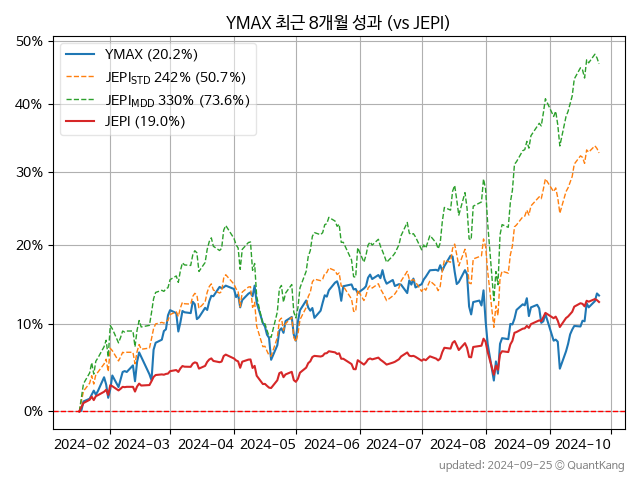 YMAX 최근 8개월 성과 (vs JEPI)
YMAX (20.2%)
JEPI_STD 242% (50.7%)
JEPI_MDD 330% (73.6%)
JEPI (19.0%)
50%
40%
30%
20%
10%
0%
2024-02 2024-03 2024-04 2024-05 2024-06 2024-07 2024-08 2024-09 2024-10
updated: 2024-09-25 © QuantKang